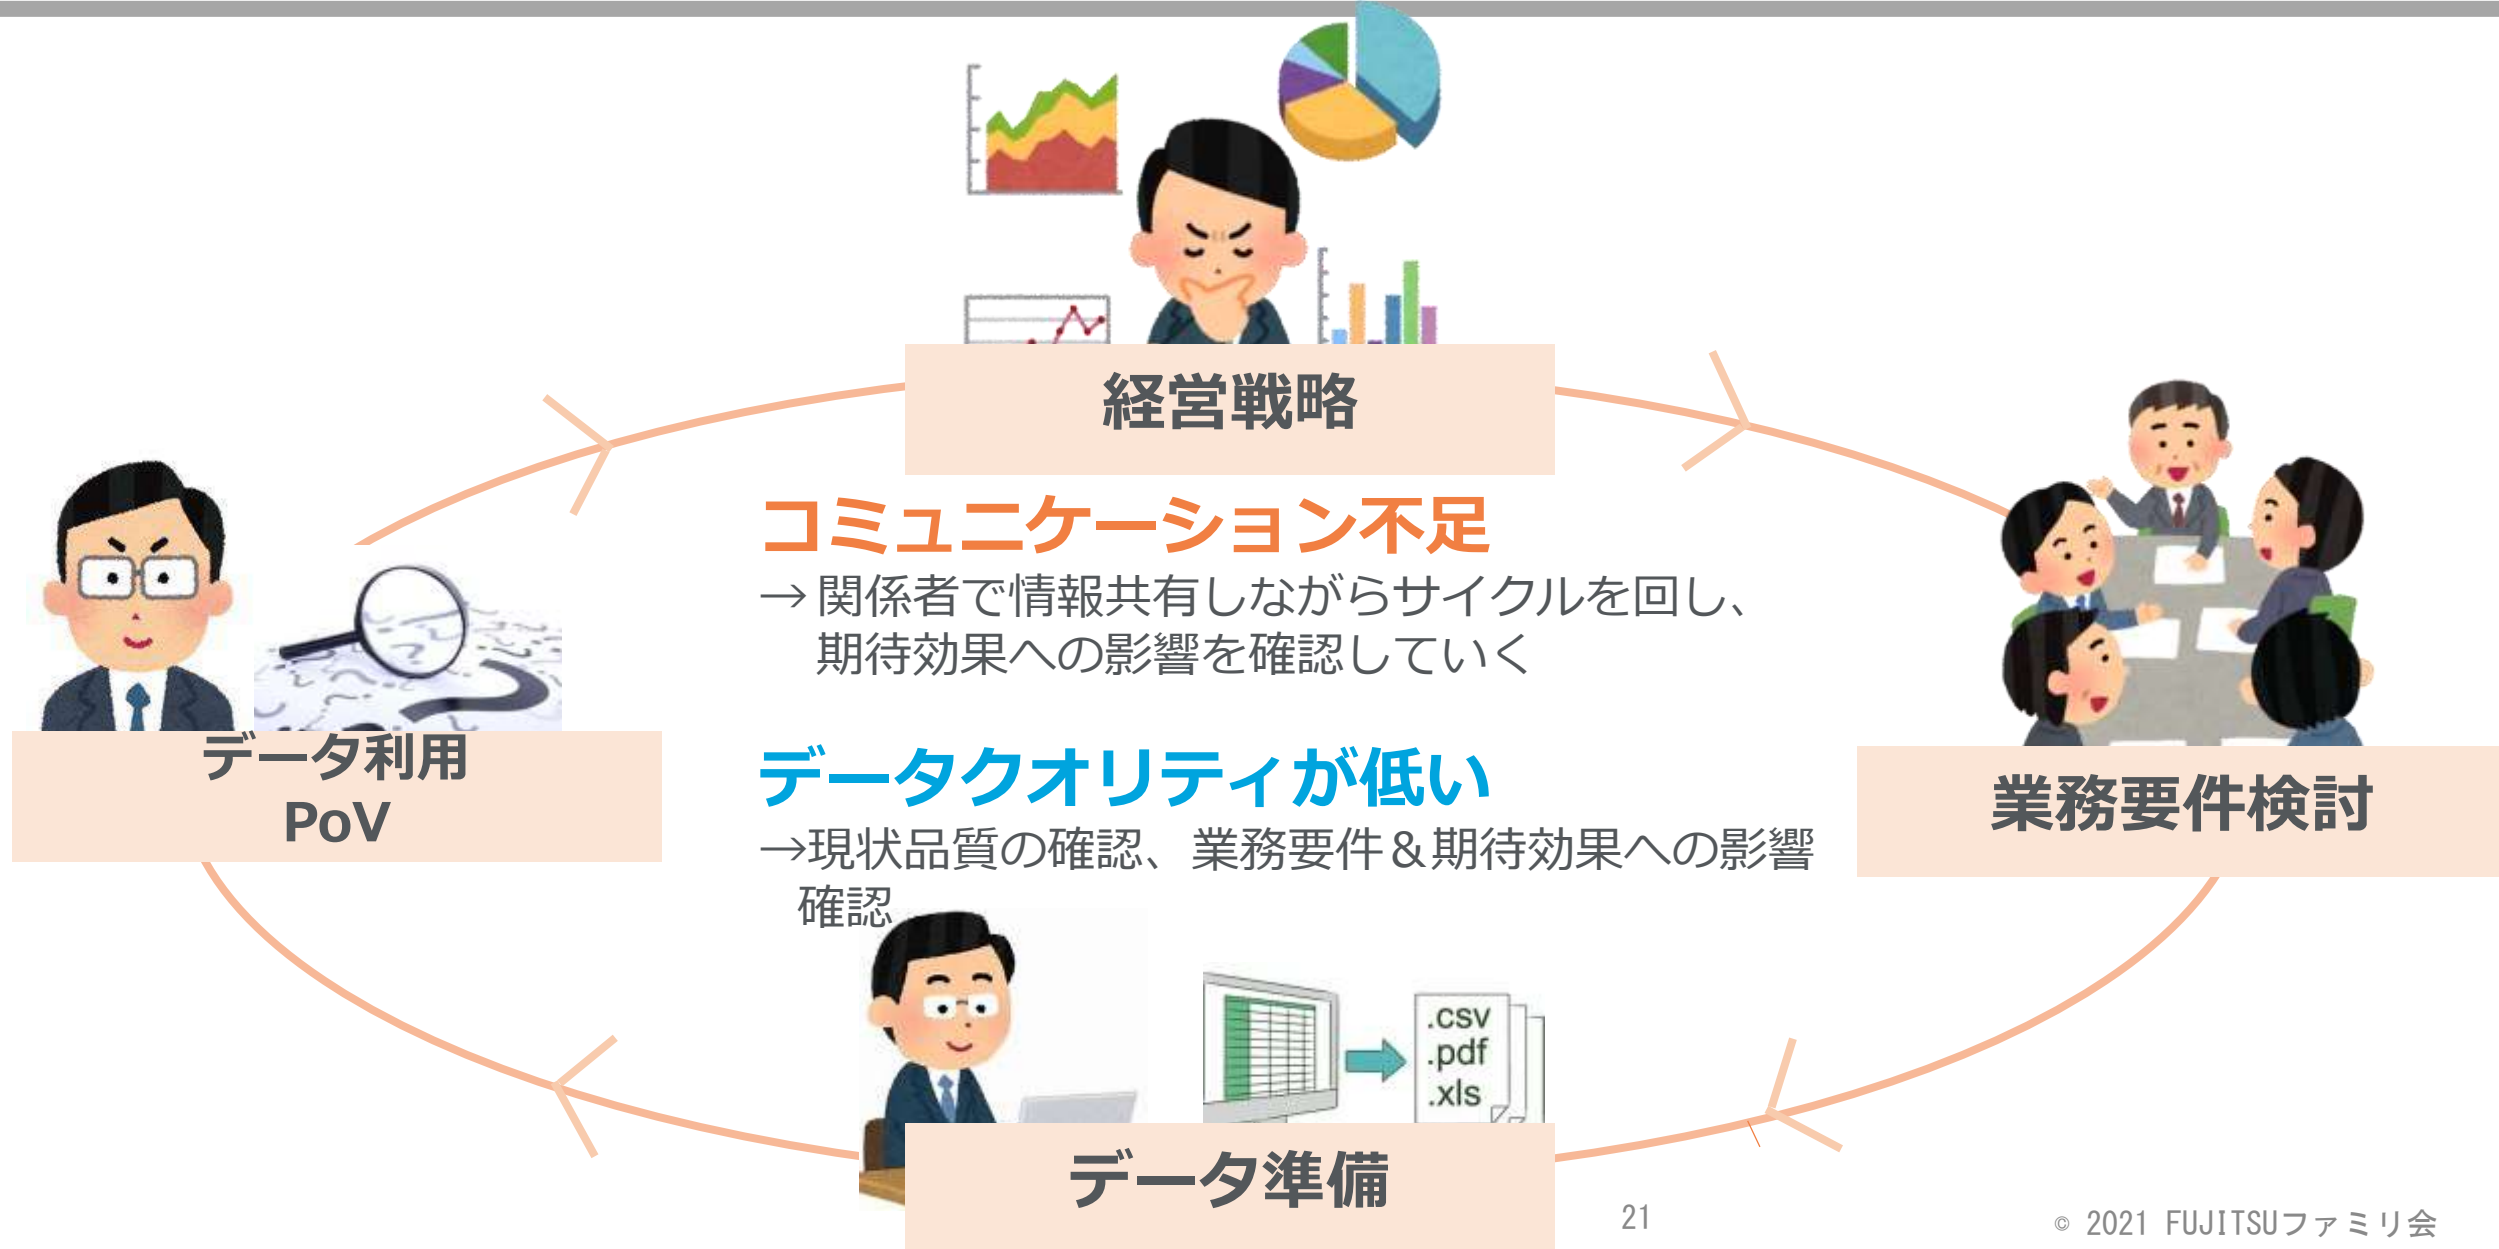 経営戦略
コミュニケーション不足
→関係者で情報共有しながらサイクルを回し、
期待効果への影響を確認していく
データ利用
PoV
データクオリティが低い
→現状品質の確認、業務要件＆期待効果への影響
確認
業務要件検討
.csv
.pdf
.xls
データ準備
21
© 2021 FUJITSUファミリ会